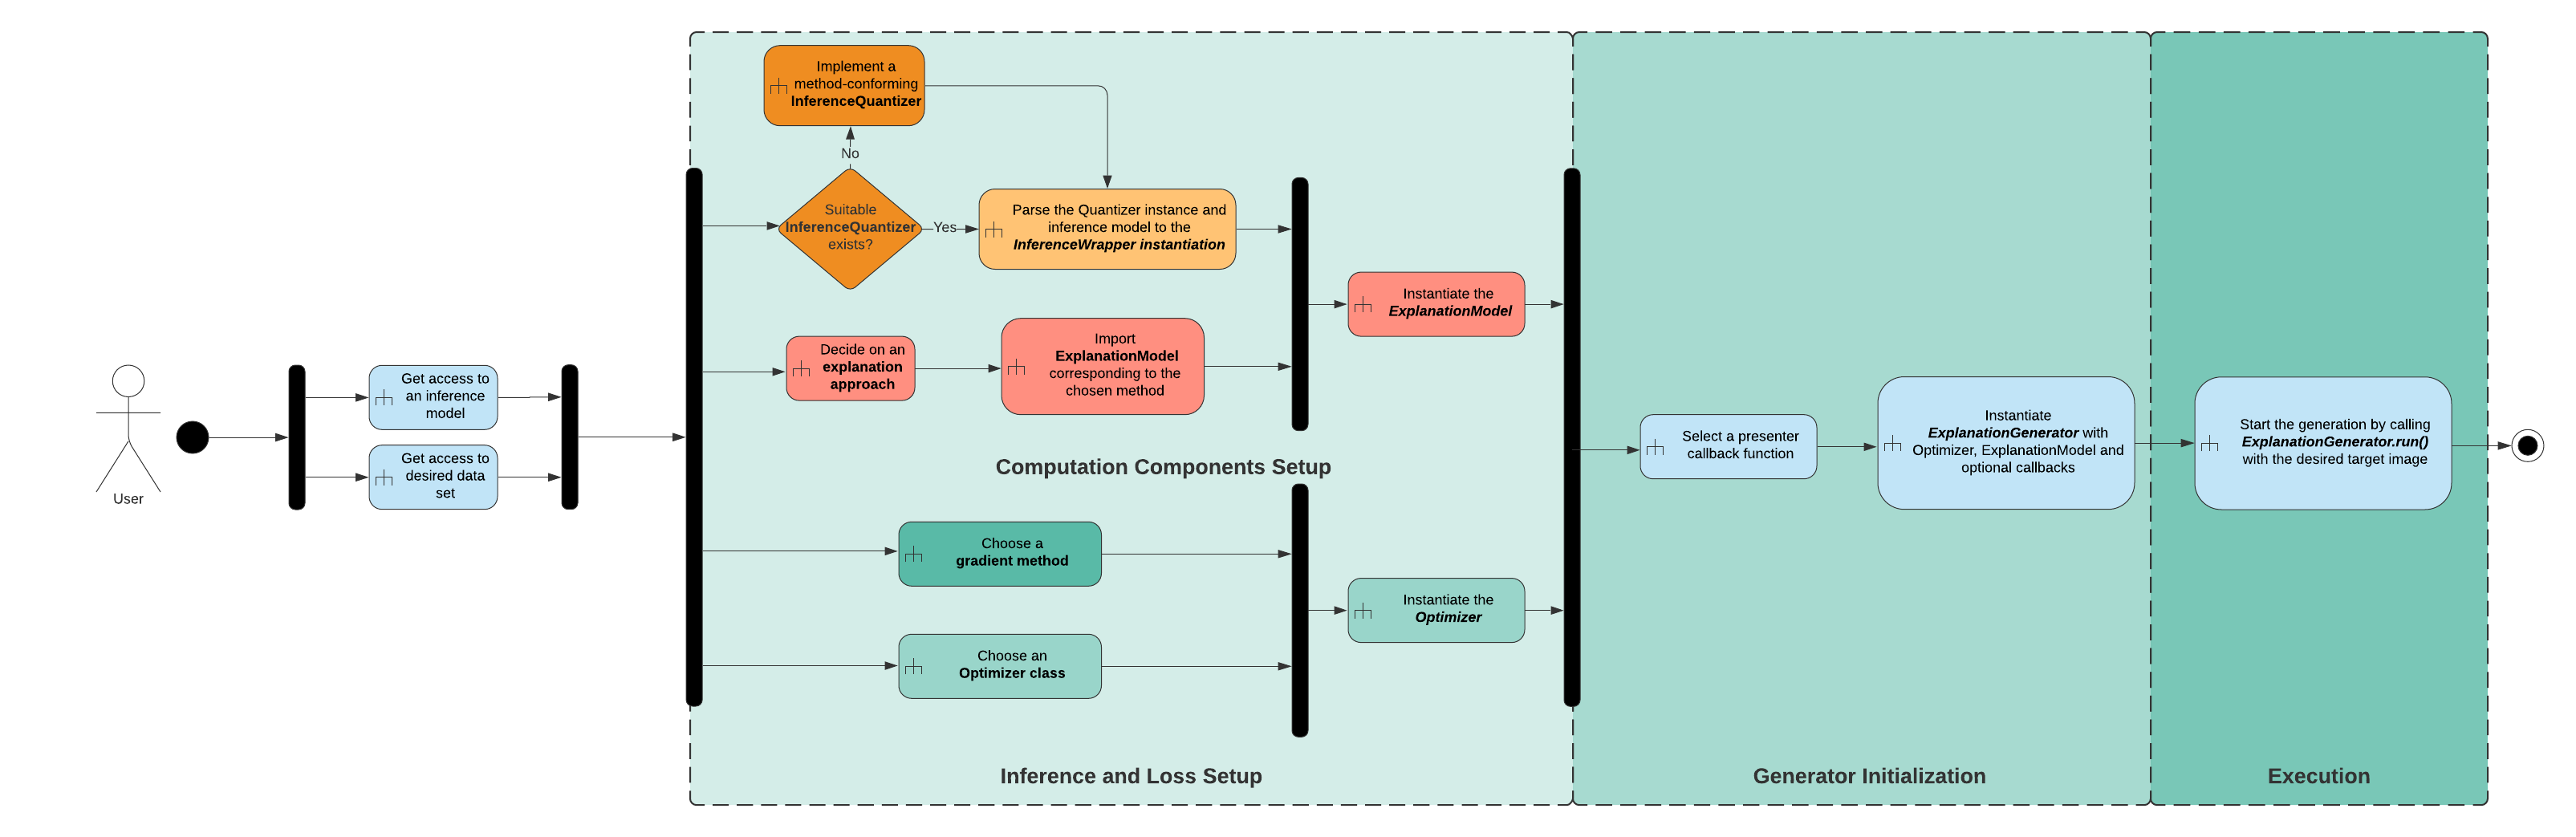 User
Get access to
an inference
model
Get access to
desired data
set
Implement a
method-conforming
InferenceQuantizer
No
Suitable
InferenceQuantizer
exists?
Yes
Parse the Quantizer instance and
inference model to the
InferenceWrapper instantiation
Decide on an
explanation
approach
Import
ExplanationModel
corresponding to the
chosen method
Instantiate the
ExplanationModel
Computation Components Setup
Choose a
gradient method
Choose an
Optimizer class
Instantiate the
Optimizer
Inference and Loss Setup
Select a presenter
callback function
Instantiate
ExplanationGenerator with
Optimizer, ExplanationModel and
optional callbacks
Generator Initialization
Start the generation by calling
ExplanationGenerator.run()
with the desired target image
Execution